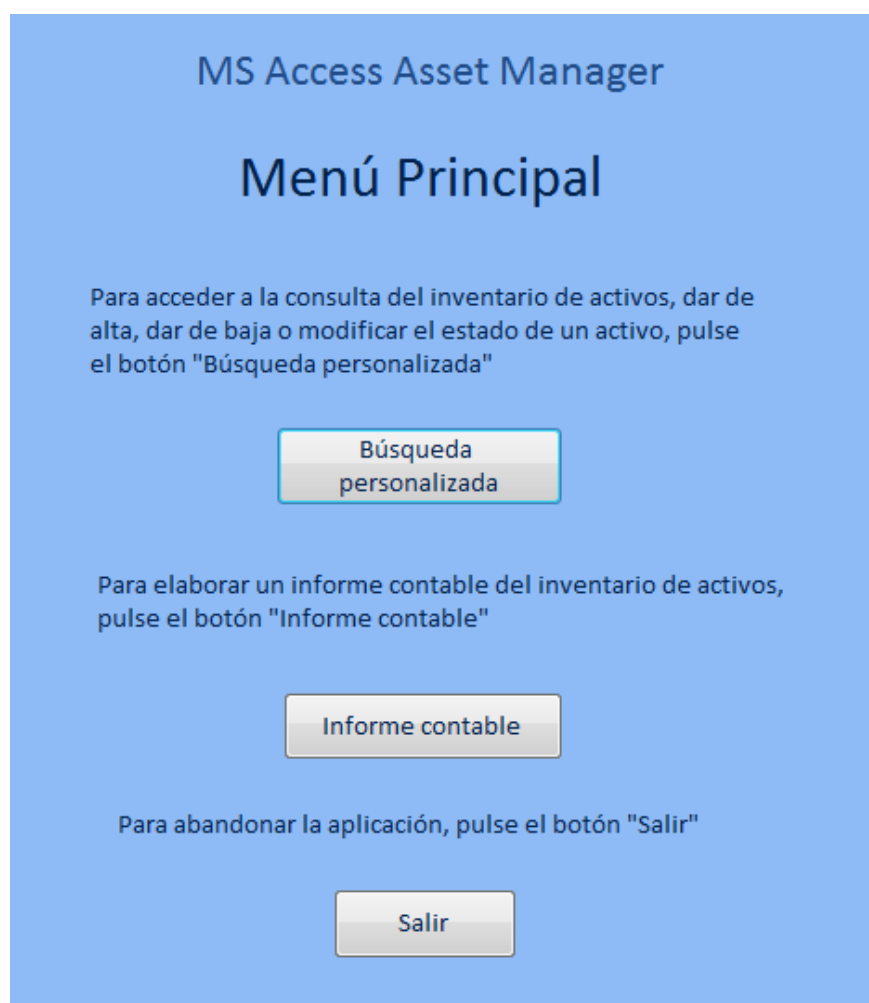 MS Access Asset Manager
Menú Principal
Para acceder a la consulta del inventario de activos, dar de
alta, dar de baja o modificar el estado de un activo, pulse
el botón "Búsqueda personalizada"
Búsqueda
personalizada
Para elaborar un informe contable del inventario de activos,
pulse el botón "Informe contable"
Informe contable
Para abandonar la aplicación, pulse el botón "Salir"
Salir